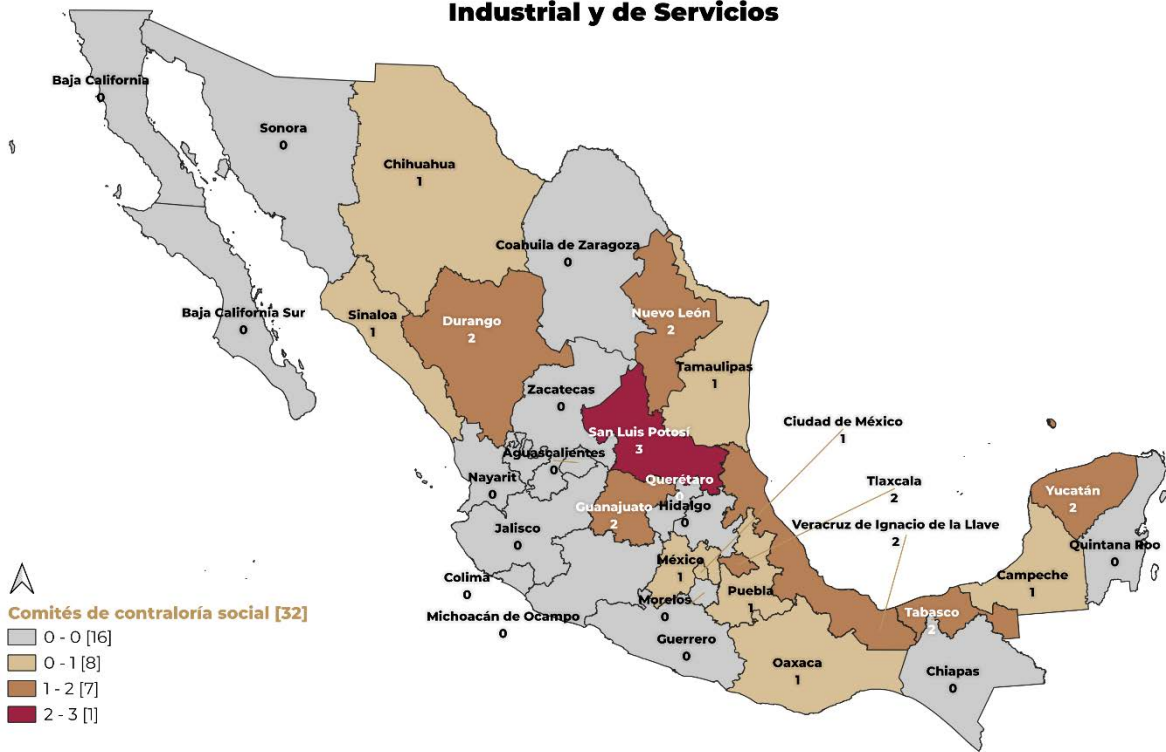 Industrial y de Servicios
Baja California
0
Sonora
0
Chihuahua
1
Coahuila de Zaragoza
0
Baja California Sur
0
Sinaloa
1
Durango
2
Nuevo León
2
Tamaulipas
1
Zacatecas
0
San Luis Potosí
3
Ciudad de México
1
Aguascalientes
0
Nayarit
0
Querétaro
0
Tlaxcala
2
Yucatán
2
Guanajuato
2
Hidalgo
0
Veracruz de Ignacio de la Llave
2
Jalisco
0
Quintana Roo
0
México
1
Campeche
1
Colima
0
Morelos
0
Puebla
1
Tabasco
2
Michoacán de Ocampo
0
Guerrero
0
Oaxaca
1
Chiapas
0
Comités de contraloría social [32]
0 - 0 [16]
0 - 1 [8]
1 - 2 [7]
2 - 3 [1]